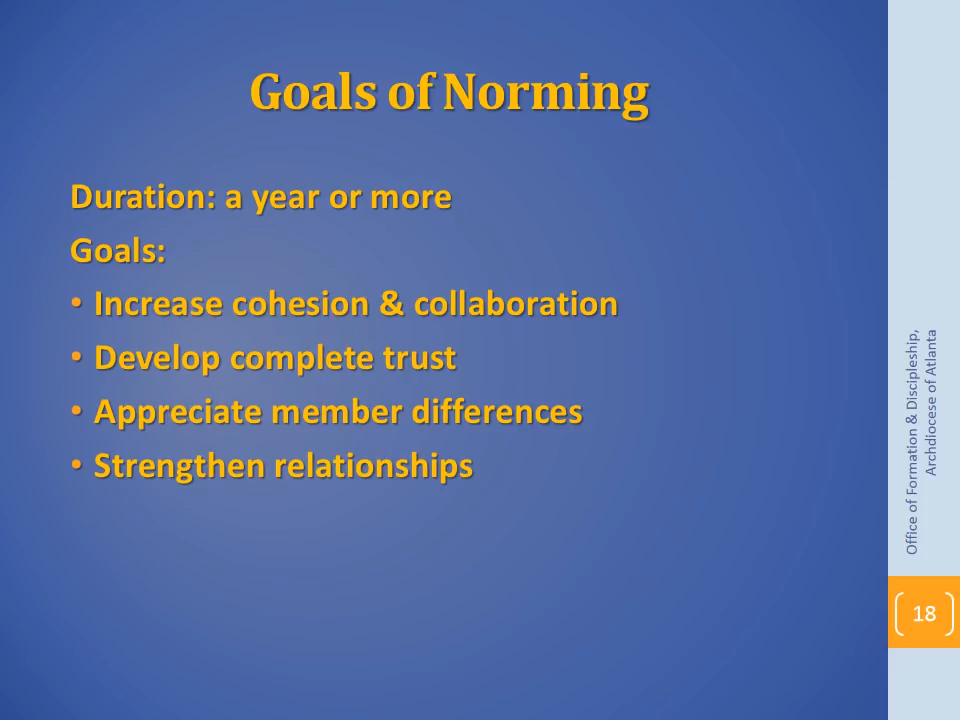 Goals of Norming
Duration: a year or more
Goals:
• Increase cohesion & collaboration
• Develop complete trust
• Appreciate member differences
• Strengthen relationships
Office of Formation & Discipleship,
Archdiocese of Atlanta
18